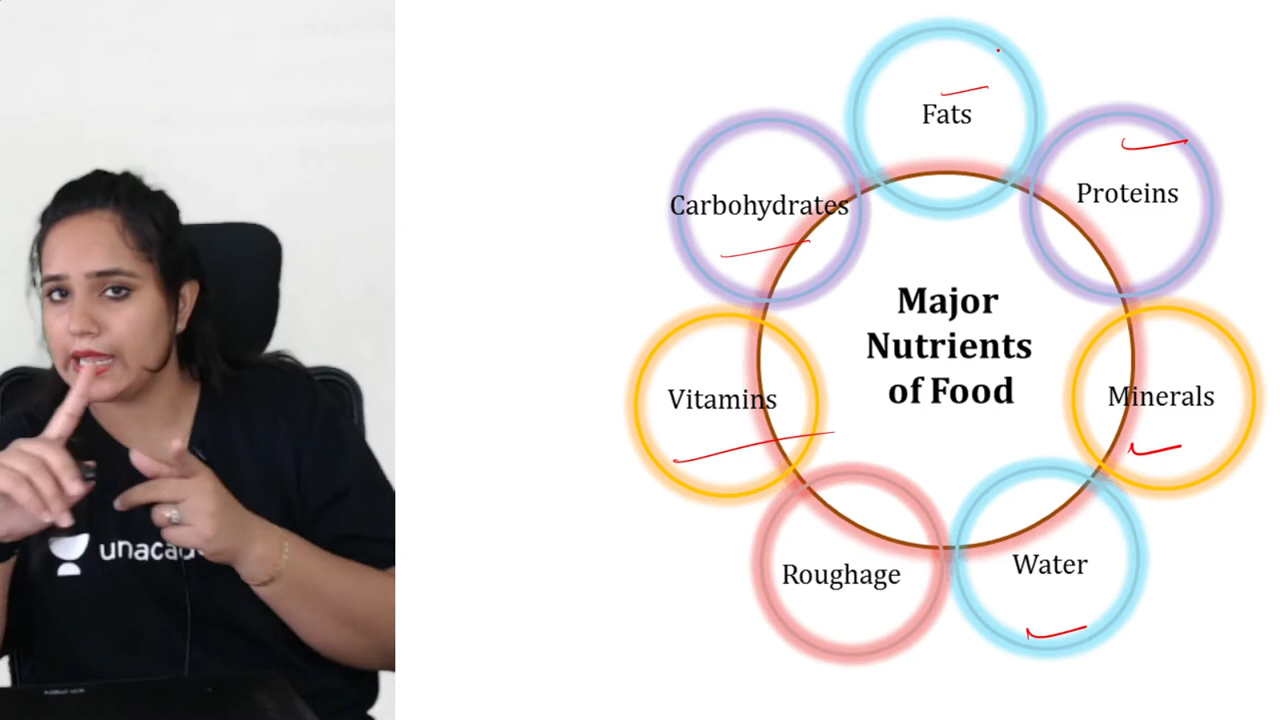 Fats
Proteins
Carbohydrates
Major
Nutrients
of Food
Minerals
Vitamins
Water
Roughage